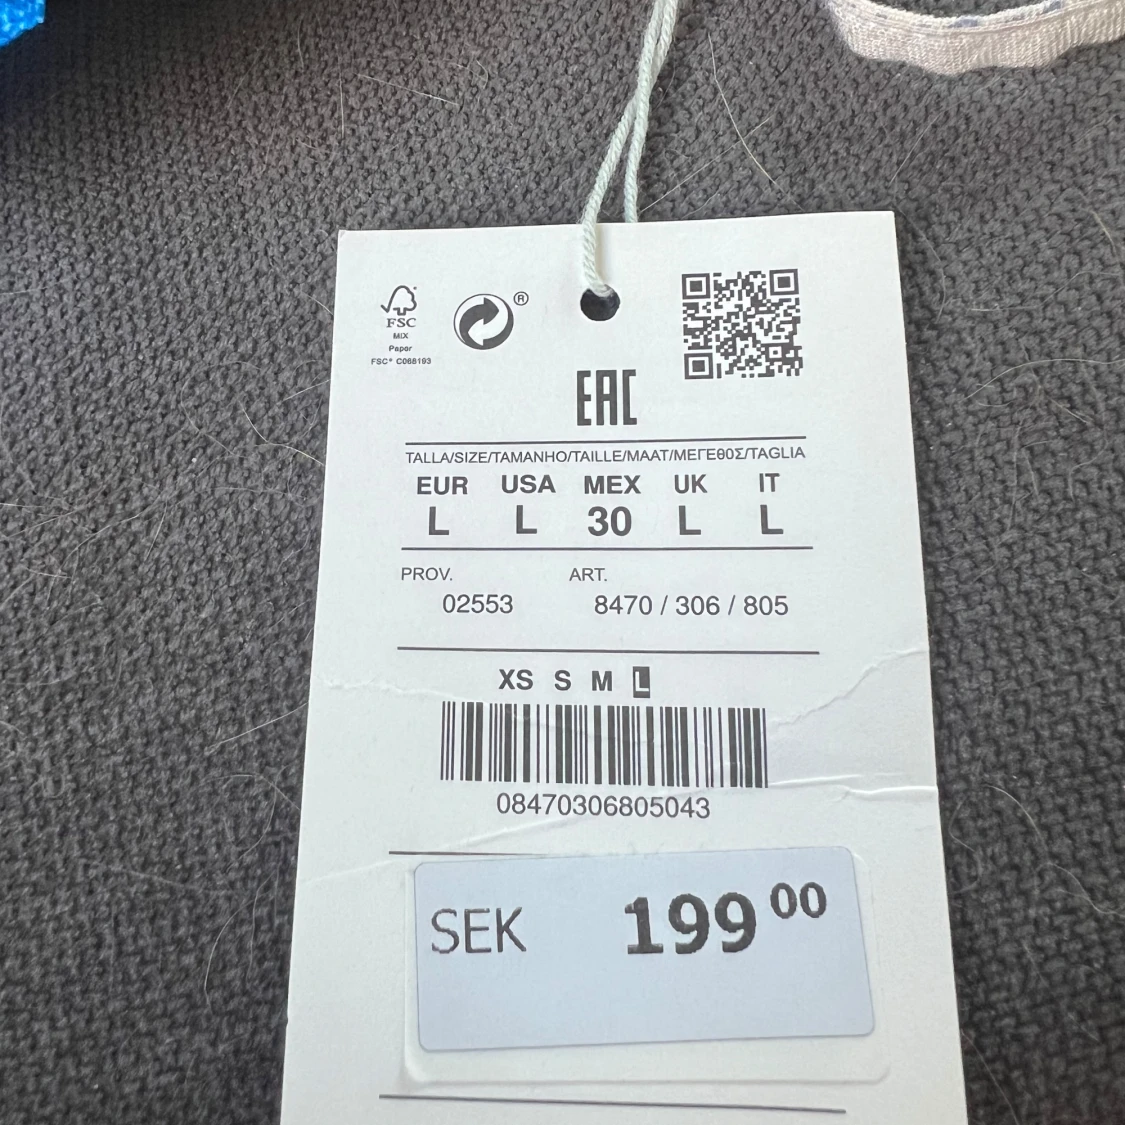 FSC
MIX
Paper
FSC® C068193
®
EAC
TALLA/SIZE/TAMANHO/TAILLE/MAAT/ΜΕΓΕΘΟΣ/TAGLIA
EUR USA MEX UK IT
L L 30 L L
PROV. ART.
02553 8470 / 306 / 805
XS S M L
08470306805043
SEK 199 00